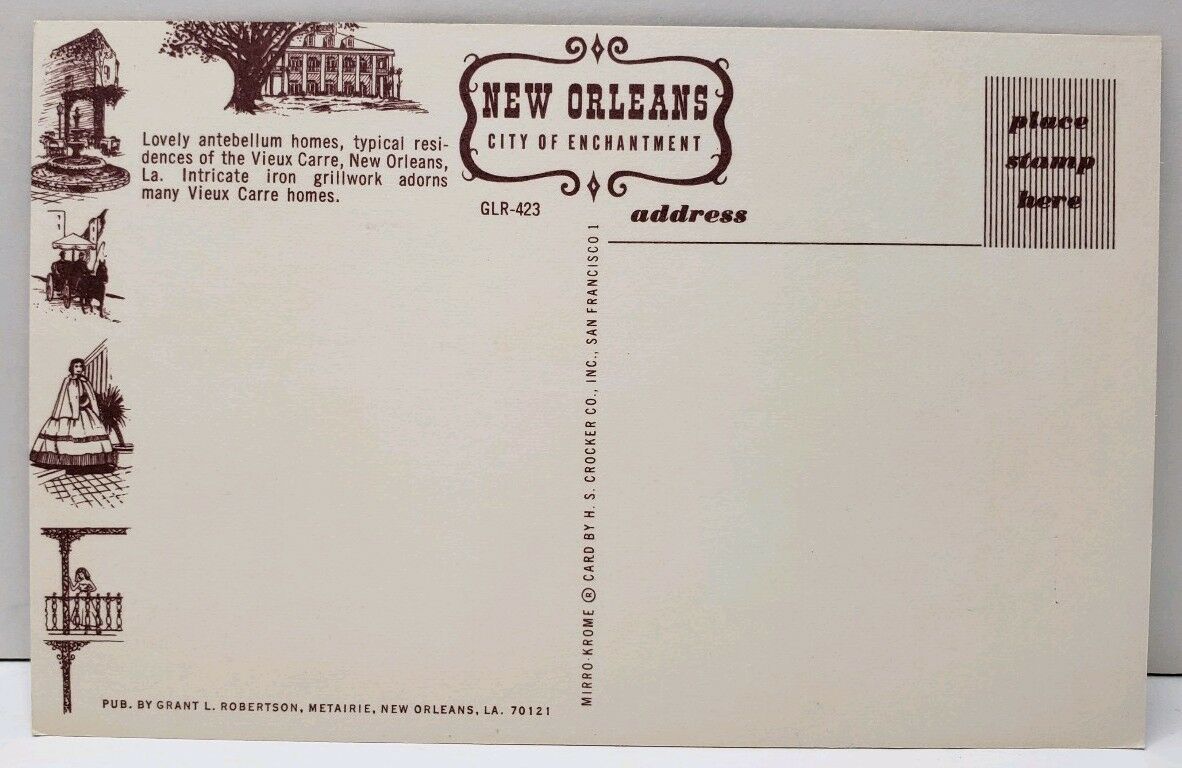 Lovely antebellum homes, typical resi-
dences of the Vieux Carre, New Orleans,
La. Intricate iron grillwork adorns
many Vieux Carre homes.
NEW ORLEANS
CITY OF ENCHANTMENT
GLR-423
address
place
stamp
here
MIRRO-KROME ® CARD BY H. S. CROCKER CO., INC., SAN FRANCISCO 1
PUB. BY GRANT L. ROBERTSON, METAIRIE, NEW ORLEANS, LA. 70121